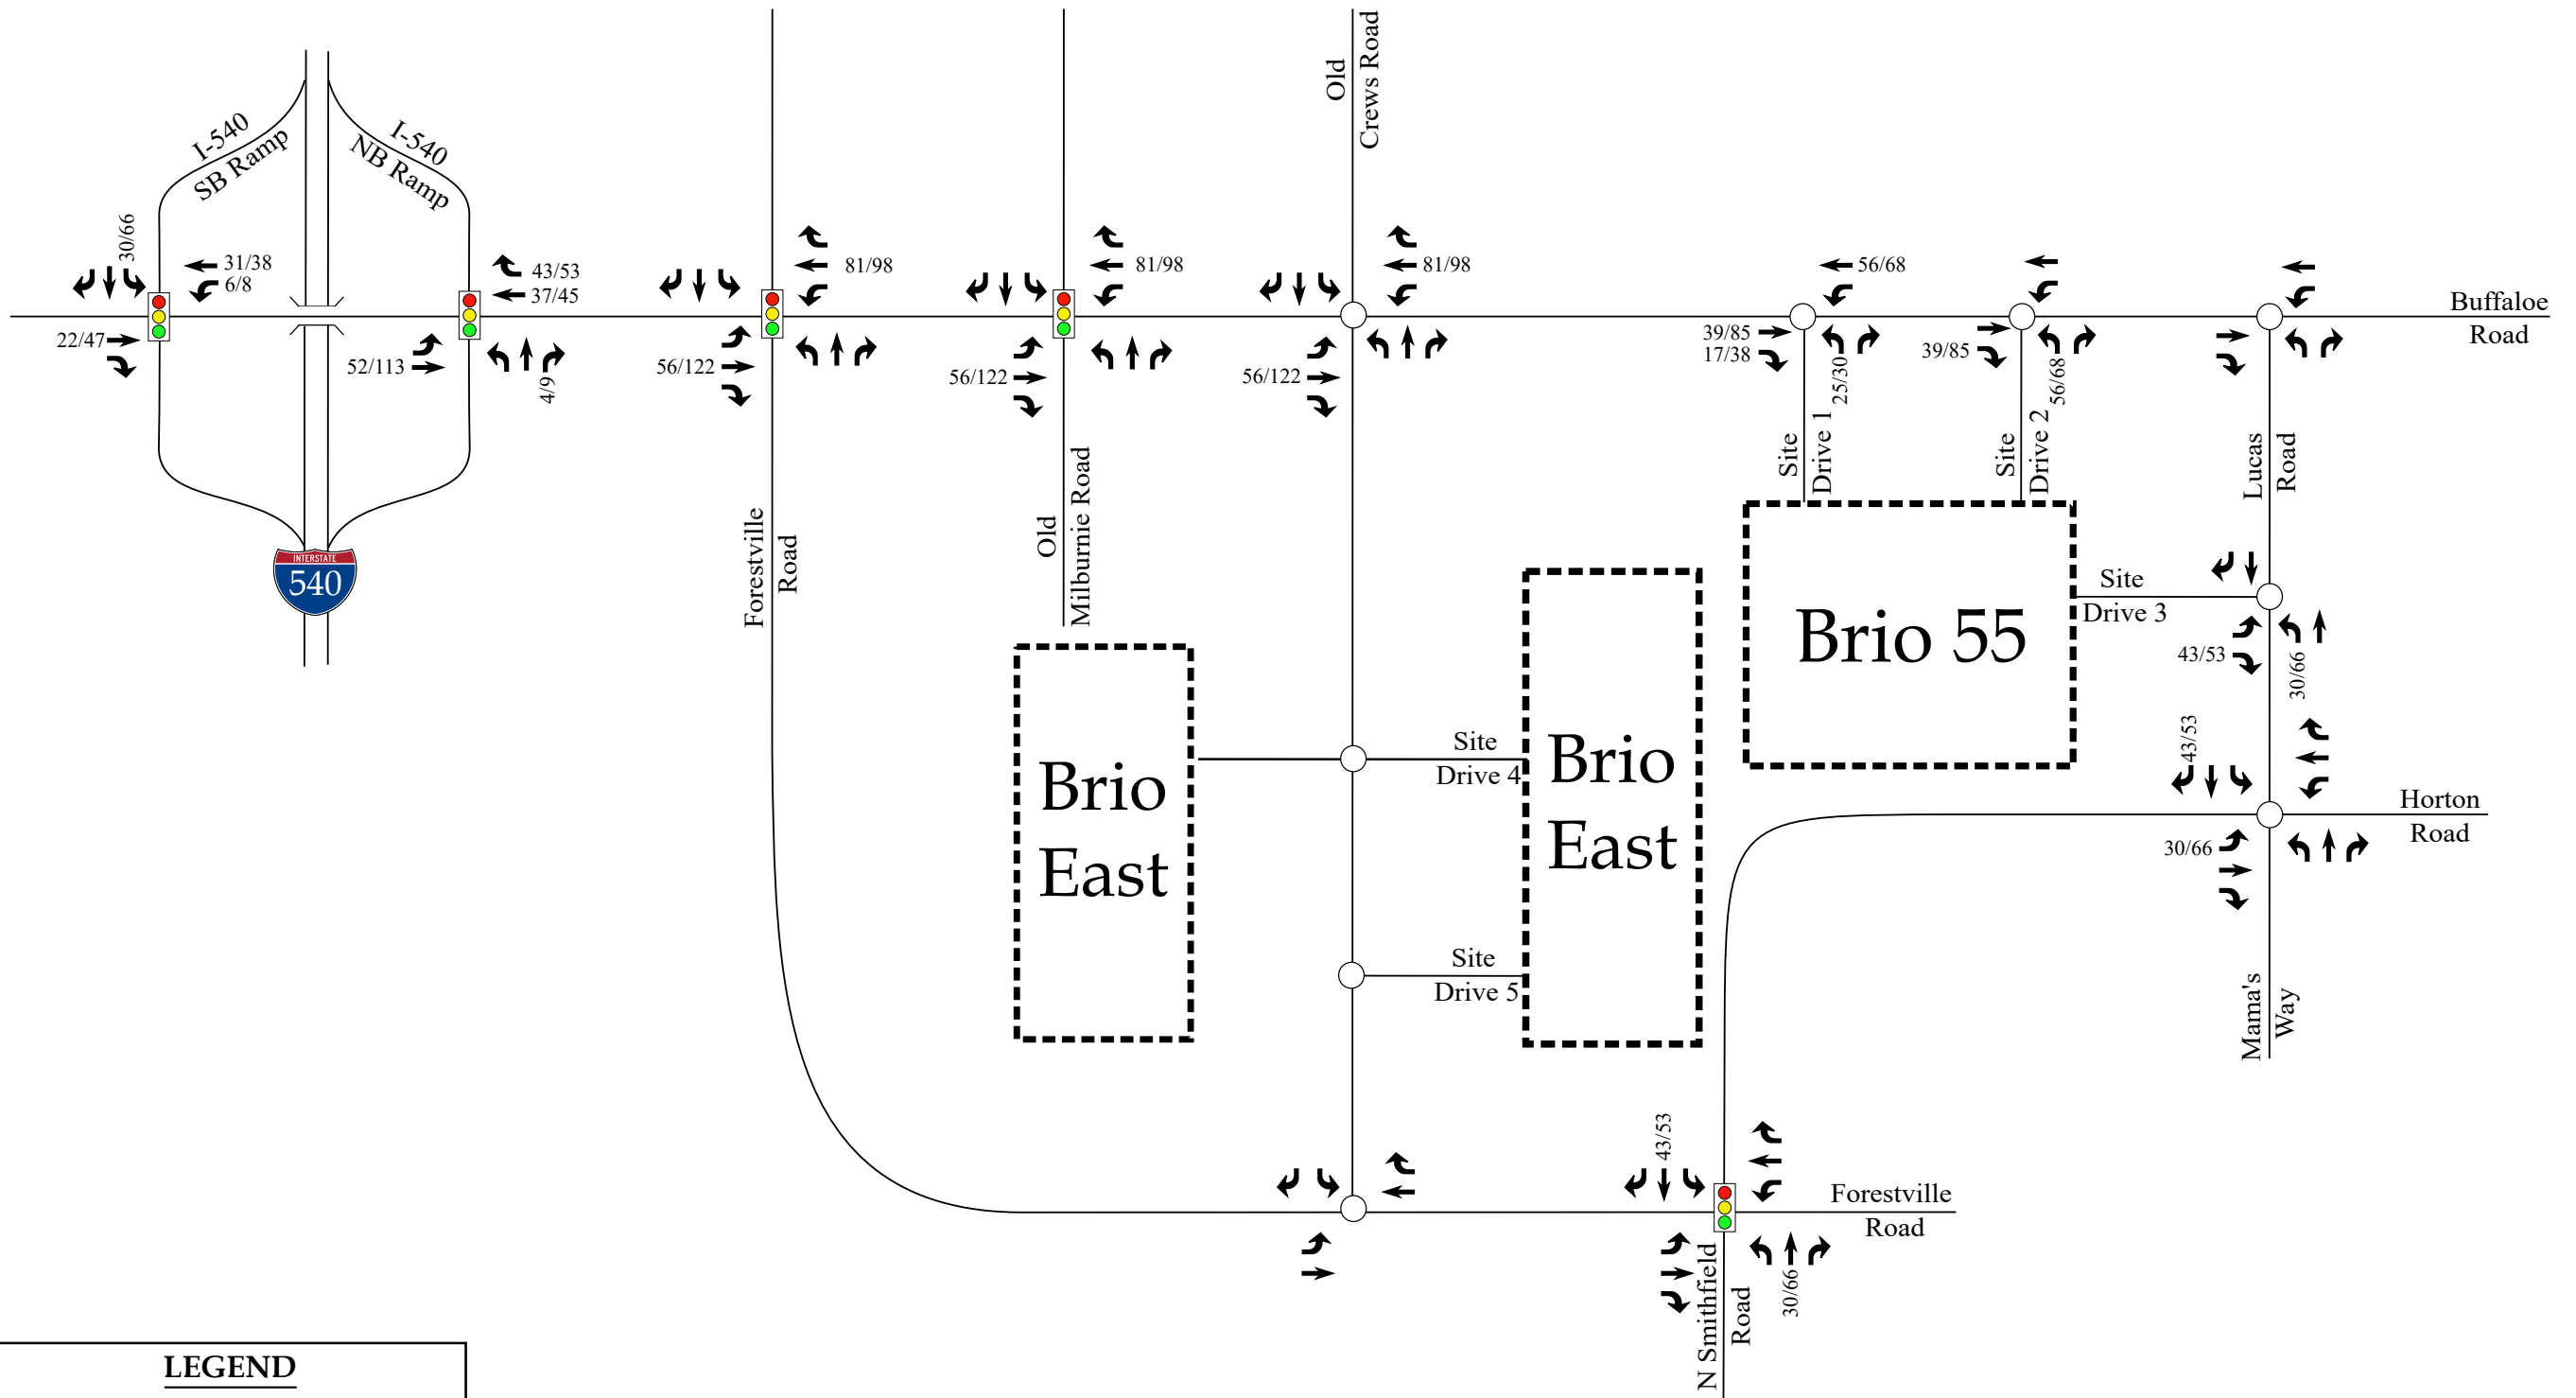 Old
Crews Road
I-540
SB Ramp
I-540
NB Ramp
30/66
31/38
6/8
22/47
43/53
37/45
52/113
4/9
81/98
56/122
81/98
56/122
81/98
56/122
56/68
39/85
17/38
25/30
39/85
56/68
Buffaloe
Road
Site
Drive 1
Site
Drive 2
Lucas
Road
Forestville
Road
Old
Milburnie Road
INTERSTATE
540
Brio 55
Site
Drive 3
43/53
30/66
Brio
East
Site
Drive 4
Brio
East
43/53
30/66
Horton
Road
Site
Drive 5
Mama's
Way
43/53
Forestville
Road
30/66
N Smithfield
Road
LEGEND